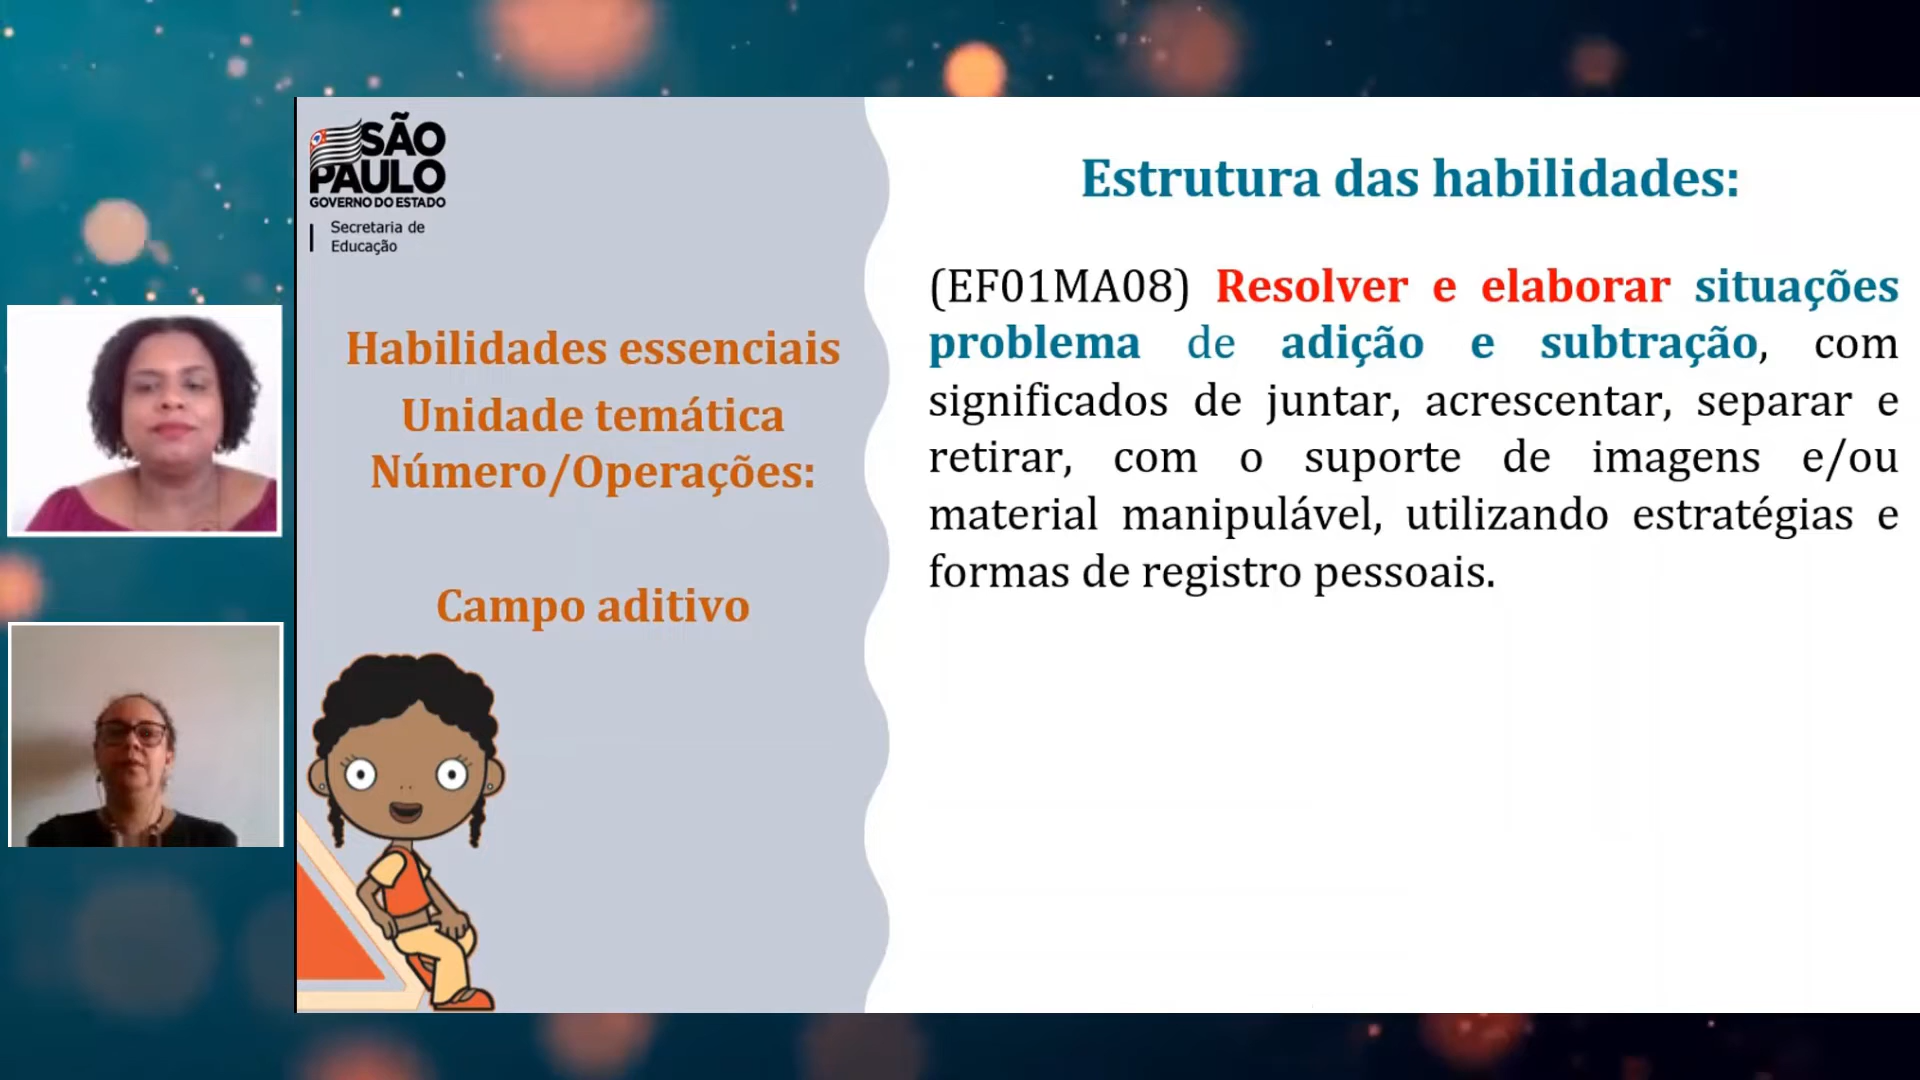 SÃO
PAULO
GOVERNO DO ESTADO
Secretaria de
Educação
Habilidades essenciais
Unidade temática
Número/Operações:
Campo aditivo
Estrutura das habilidades:
(EF01MA08) Resolver e elaborar situações
problema de adição e subtração, com
significados de juntar, acrescentar, separar e
retirar, com o suporte de imagens e/ou
material manipulável, utilizando estratégias e
formas de registro pessoais.